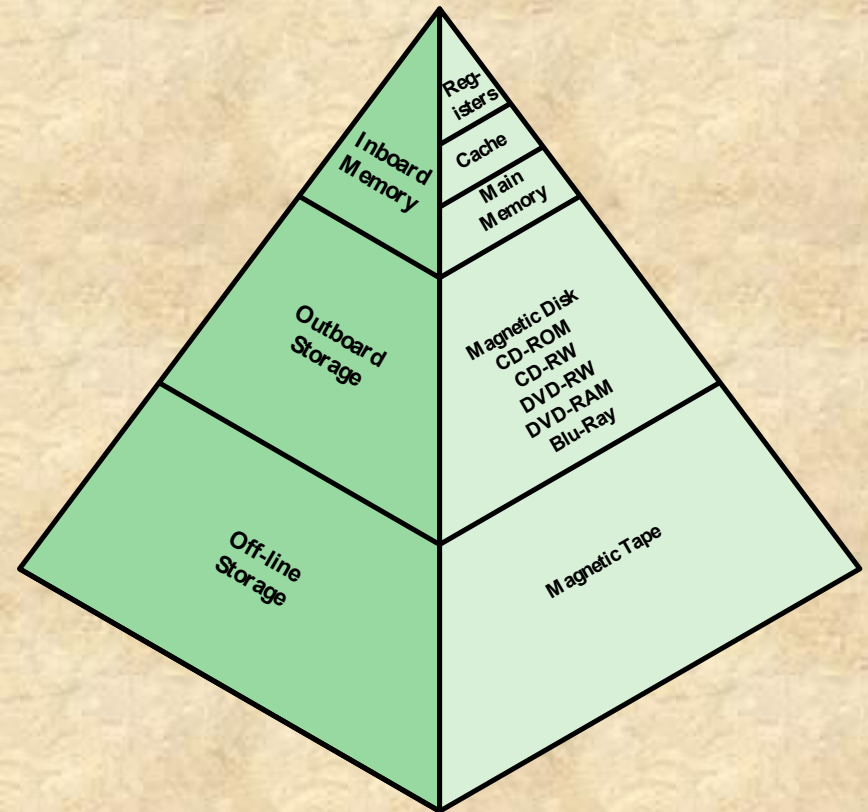 Inboard
Memory
Reg-
isters
Cache
Main
Memory
Outboard
Storage
Magnetic Disk
CD-ROM
CD-RW
DVD-RW
DVD-RAM
Blu-Ray
Off-line
Storage
Magnetic Tape